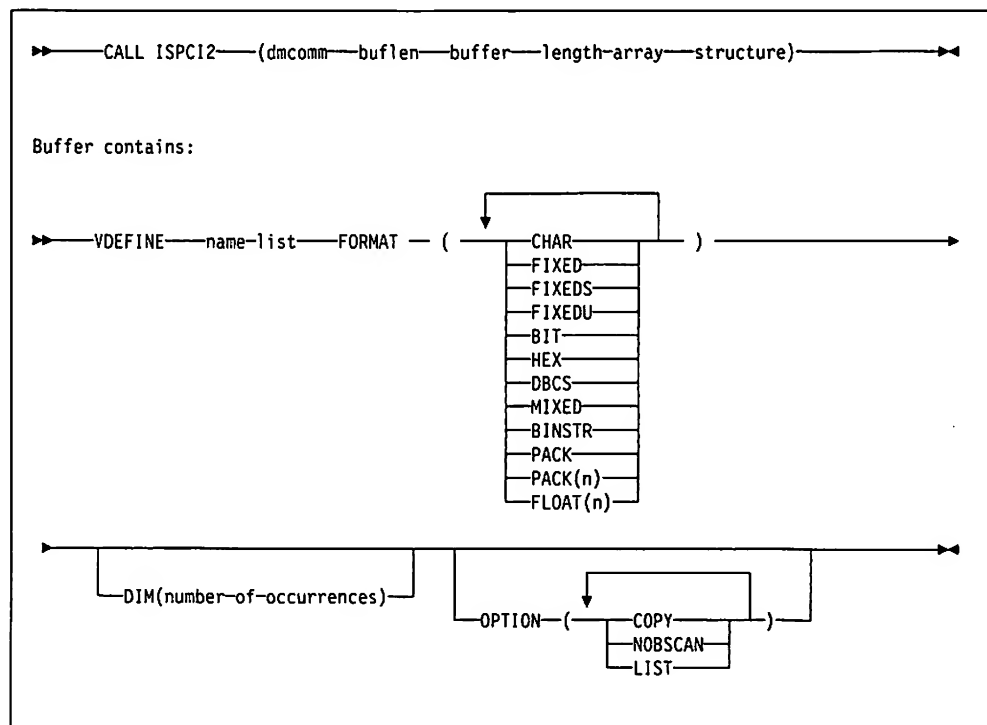 CALL ISPCI2 (dmcomm buflen buffer length-array structure)
Buffer contains:
VDEFINE name-list FORMAT ( CHAR )
FIXED
FIXEDS
FIXEDU
BIT
HEX
DBCS
MIXED
BINSTR
PACK
PACK(n)
FLOAT(n)
DIM(number-of-occurrences)
OPTION ( COPY )
NOBSCAN
LIST